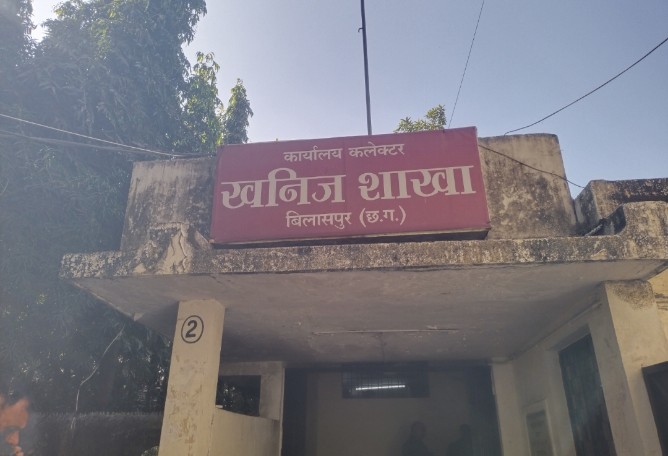 कार्यालय कलेक्टर
खनिज शाखा
बिलासपुर (छ.ग.)
2